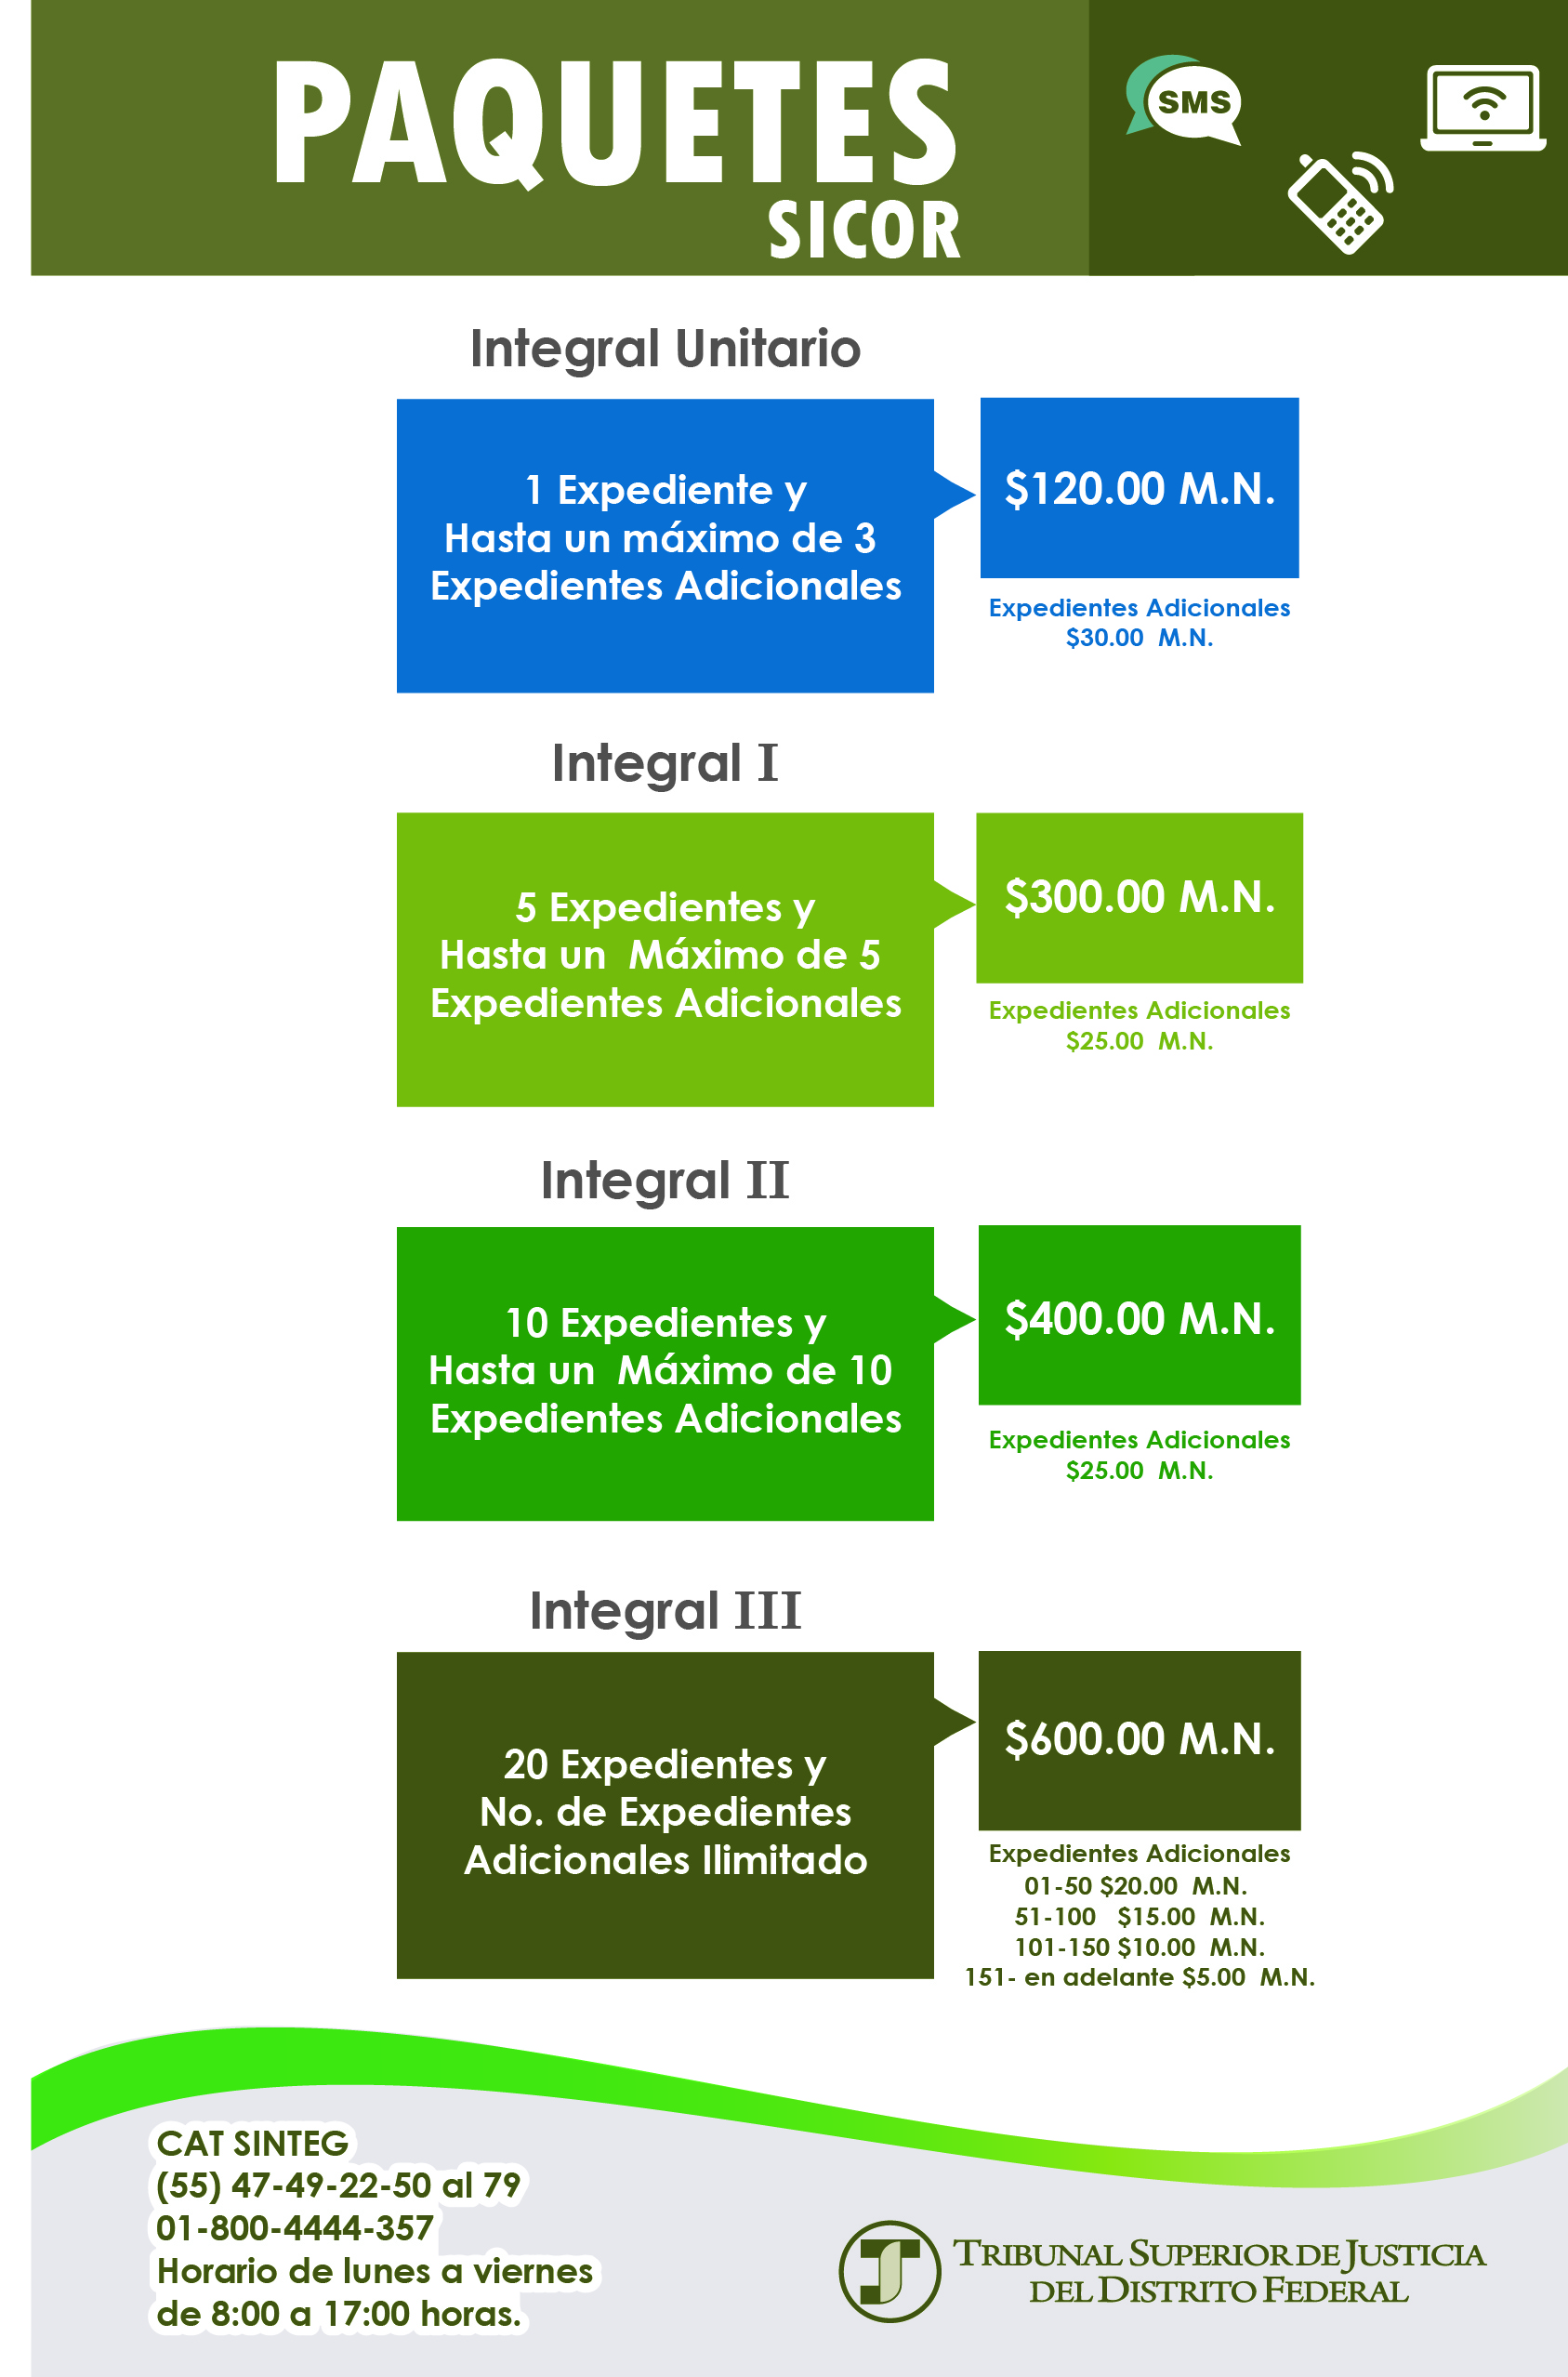 PAQUETES
SICOR
SMS
Integral Unitario
1 Expediente y
Hasta un máximo de 3
Expedientes Adicionales
$120.00 M.N.
Expedientes Adicionales
$30.00 M.N.
Integral I
5 Expedientes y
Hasta un Máximo de 5
Expedientes Adicionales
$300.00 M.N.
Expedientes Adicionales
$25.00 M.N.
Integral II
10 Expedientes y
Hasta un Máximo de 10
Expedientes Adicionales
$400.00 M.N.
Expedientes Adicionales
$25.00 M.N.
Integral III
20 Expedientes y
No. de Expedientes
Adicionales Ilimitado
$600.00 M.N.
Expedientes Adicionales
01-50 $20.00 M.N.
51-100 $15.00 M.N.
101-150 $10.00 M.N.
151- en adelante $5.00 M.N.
CAT SINTEG
(55) 47-49-22-50 al 79
01-800-4444-357
Horario de lunes a viernes
de 8:00 a 17:00 horas.
TRIBUNAL SUPERIOR DE JUSTICIA
DEL DISTRITO FEDERAL